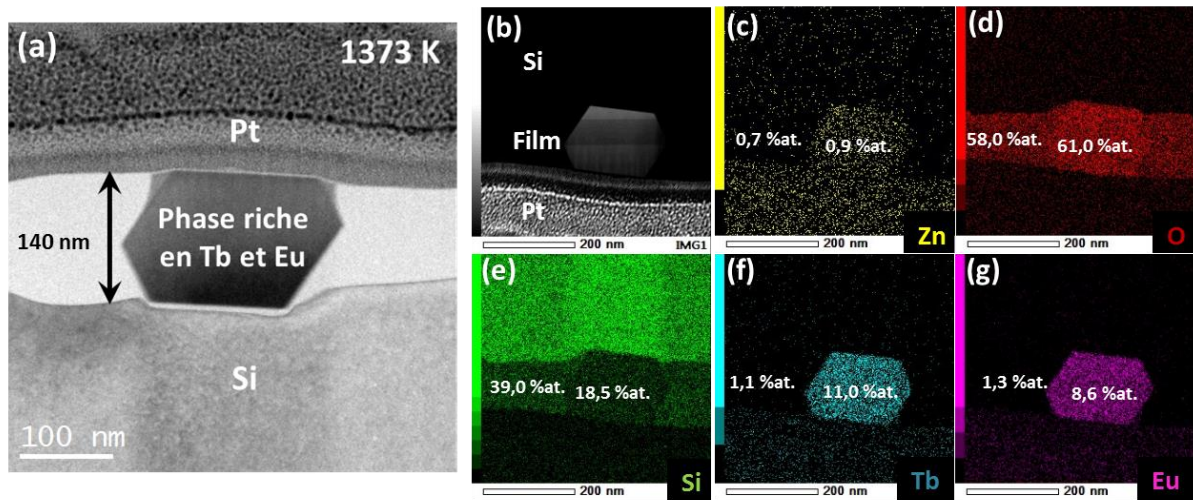 (a)
1373 K
Pt
140 nm
Phase riche
en Tb et Eu
Si
100 nm
(b)
Si
Film
Pt
200 nm
IMG1
(c)
0,7 %at.
0,9 %at.
Zn
200 nm
(d)
58,0 %at.
61,0 %at.
O
200 nm
(e)
39,0 %at.
18,5 %at.
Si
200 nm
(f)
1,1 %at.
11,0 %at.
Tb
200 nm
(g)
1,3 %at.
8,6 %at.
Eu
200 nm